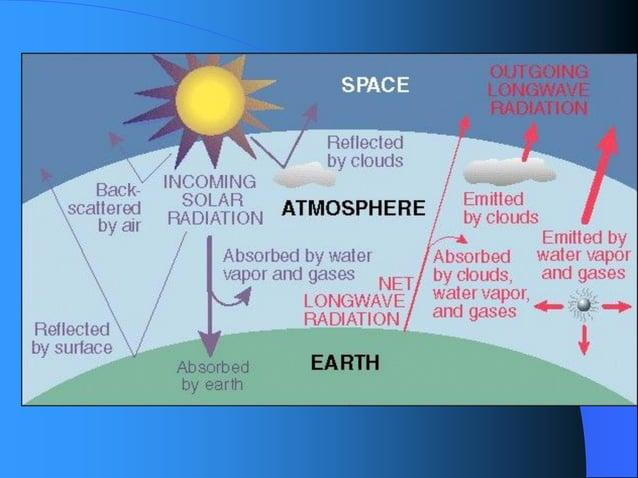 SPACE
OUTGOING
LONGWAVE
RADIATION
Reflected
by clouds
Back-
scattered
by air
INCOMING
SOLAR
RADIATION
ATMOSPHERE
Emitted
by clouds
Emitted by
water vapor
and gases
Absorbed by water
vapor and gases
Absorbed
by clouds,
water vapor,
and gases
NET
LONGWAVE
RADIATION
Reflected
by surface
Absorbed
by earth
EARTH